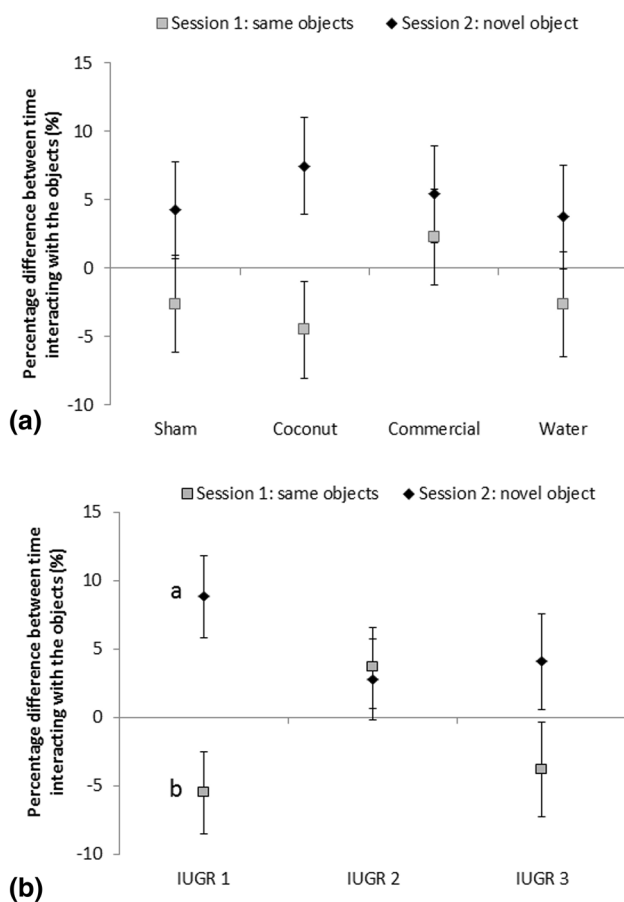 Session 1: same objects Session 2: novel object
Percentage difference between time
interacting with the objects (%)
15
10
5
0
-5
-10
Sham Coconut Commercial Water
(a)
Session 1: same objects Session 2: novel object
Percentage difference between time
interacting with the objects (%)
15
10
5
0
-5
-10
a
b
IUGR 1 IUGR 2 IUGR 3
(b)